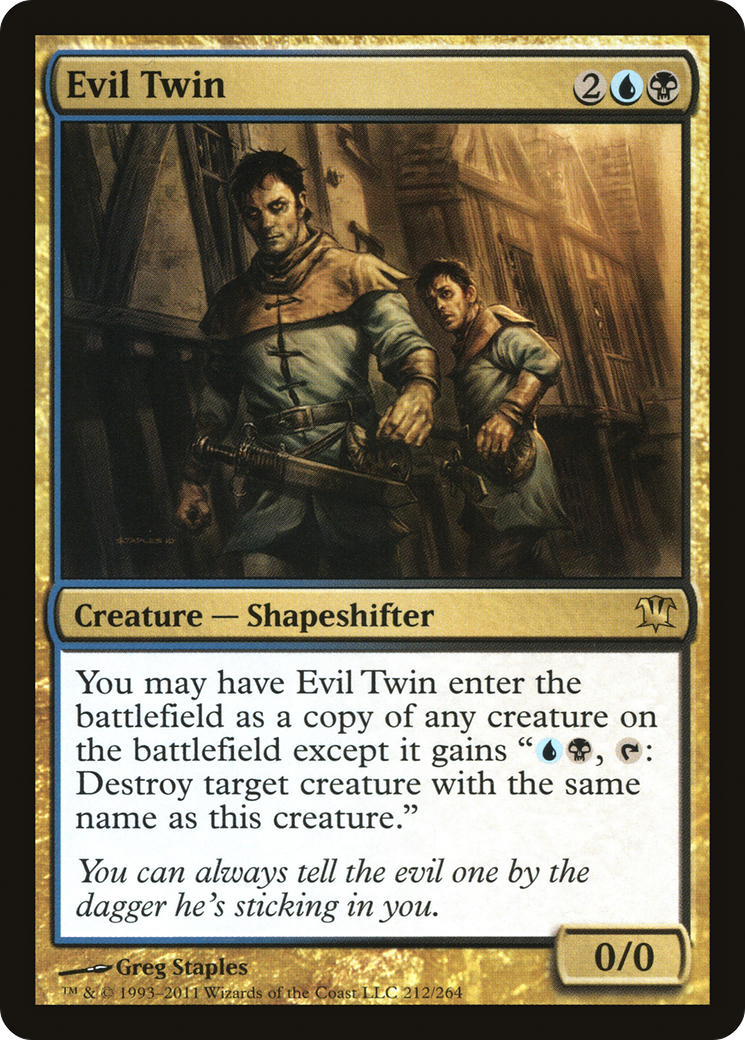 Evil Twin 2
STAPLES 10
Creature — Shapeshifter
You may have Evil Twin enter the
battlefield as a copy of any creature on
the battlefield except it gains “ , :
Destroy target creature with the same
name as this creature.”
You can always tell the evil one by the
dagger he’s sticking in you.
0/0
Greg Staples
™ & © 1993–2011 Wizards of the Coast LLC 212/264